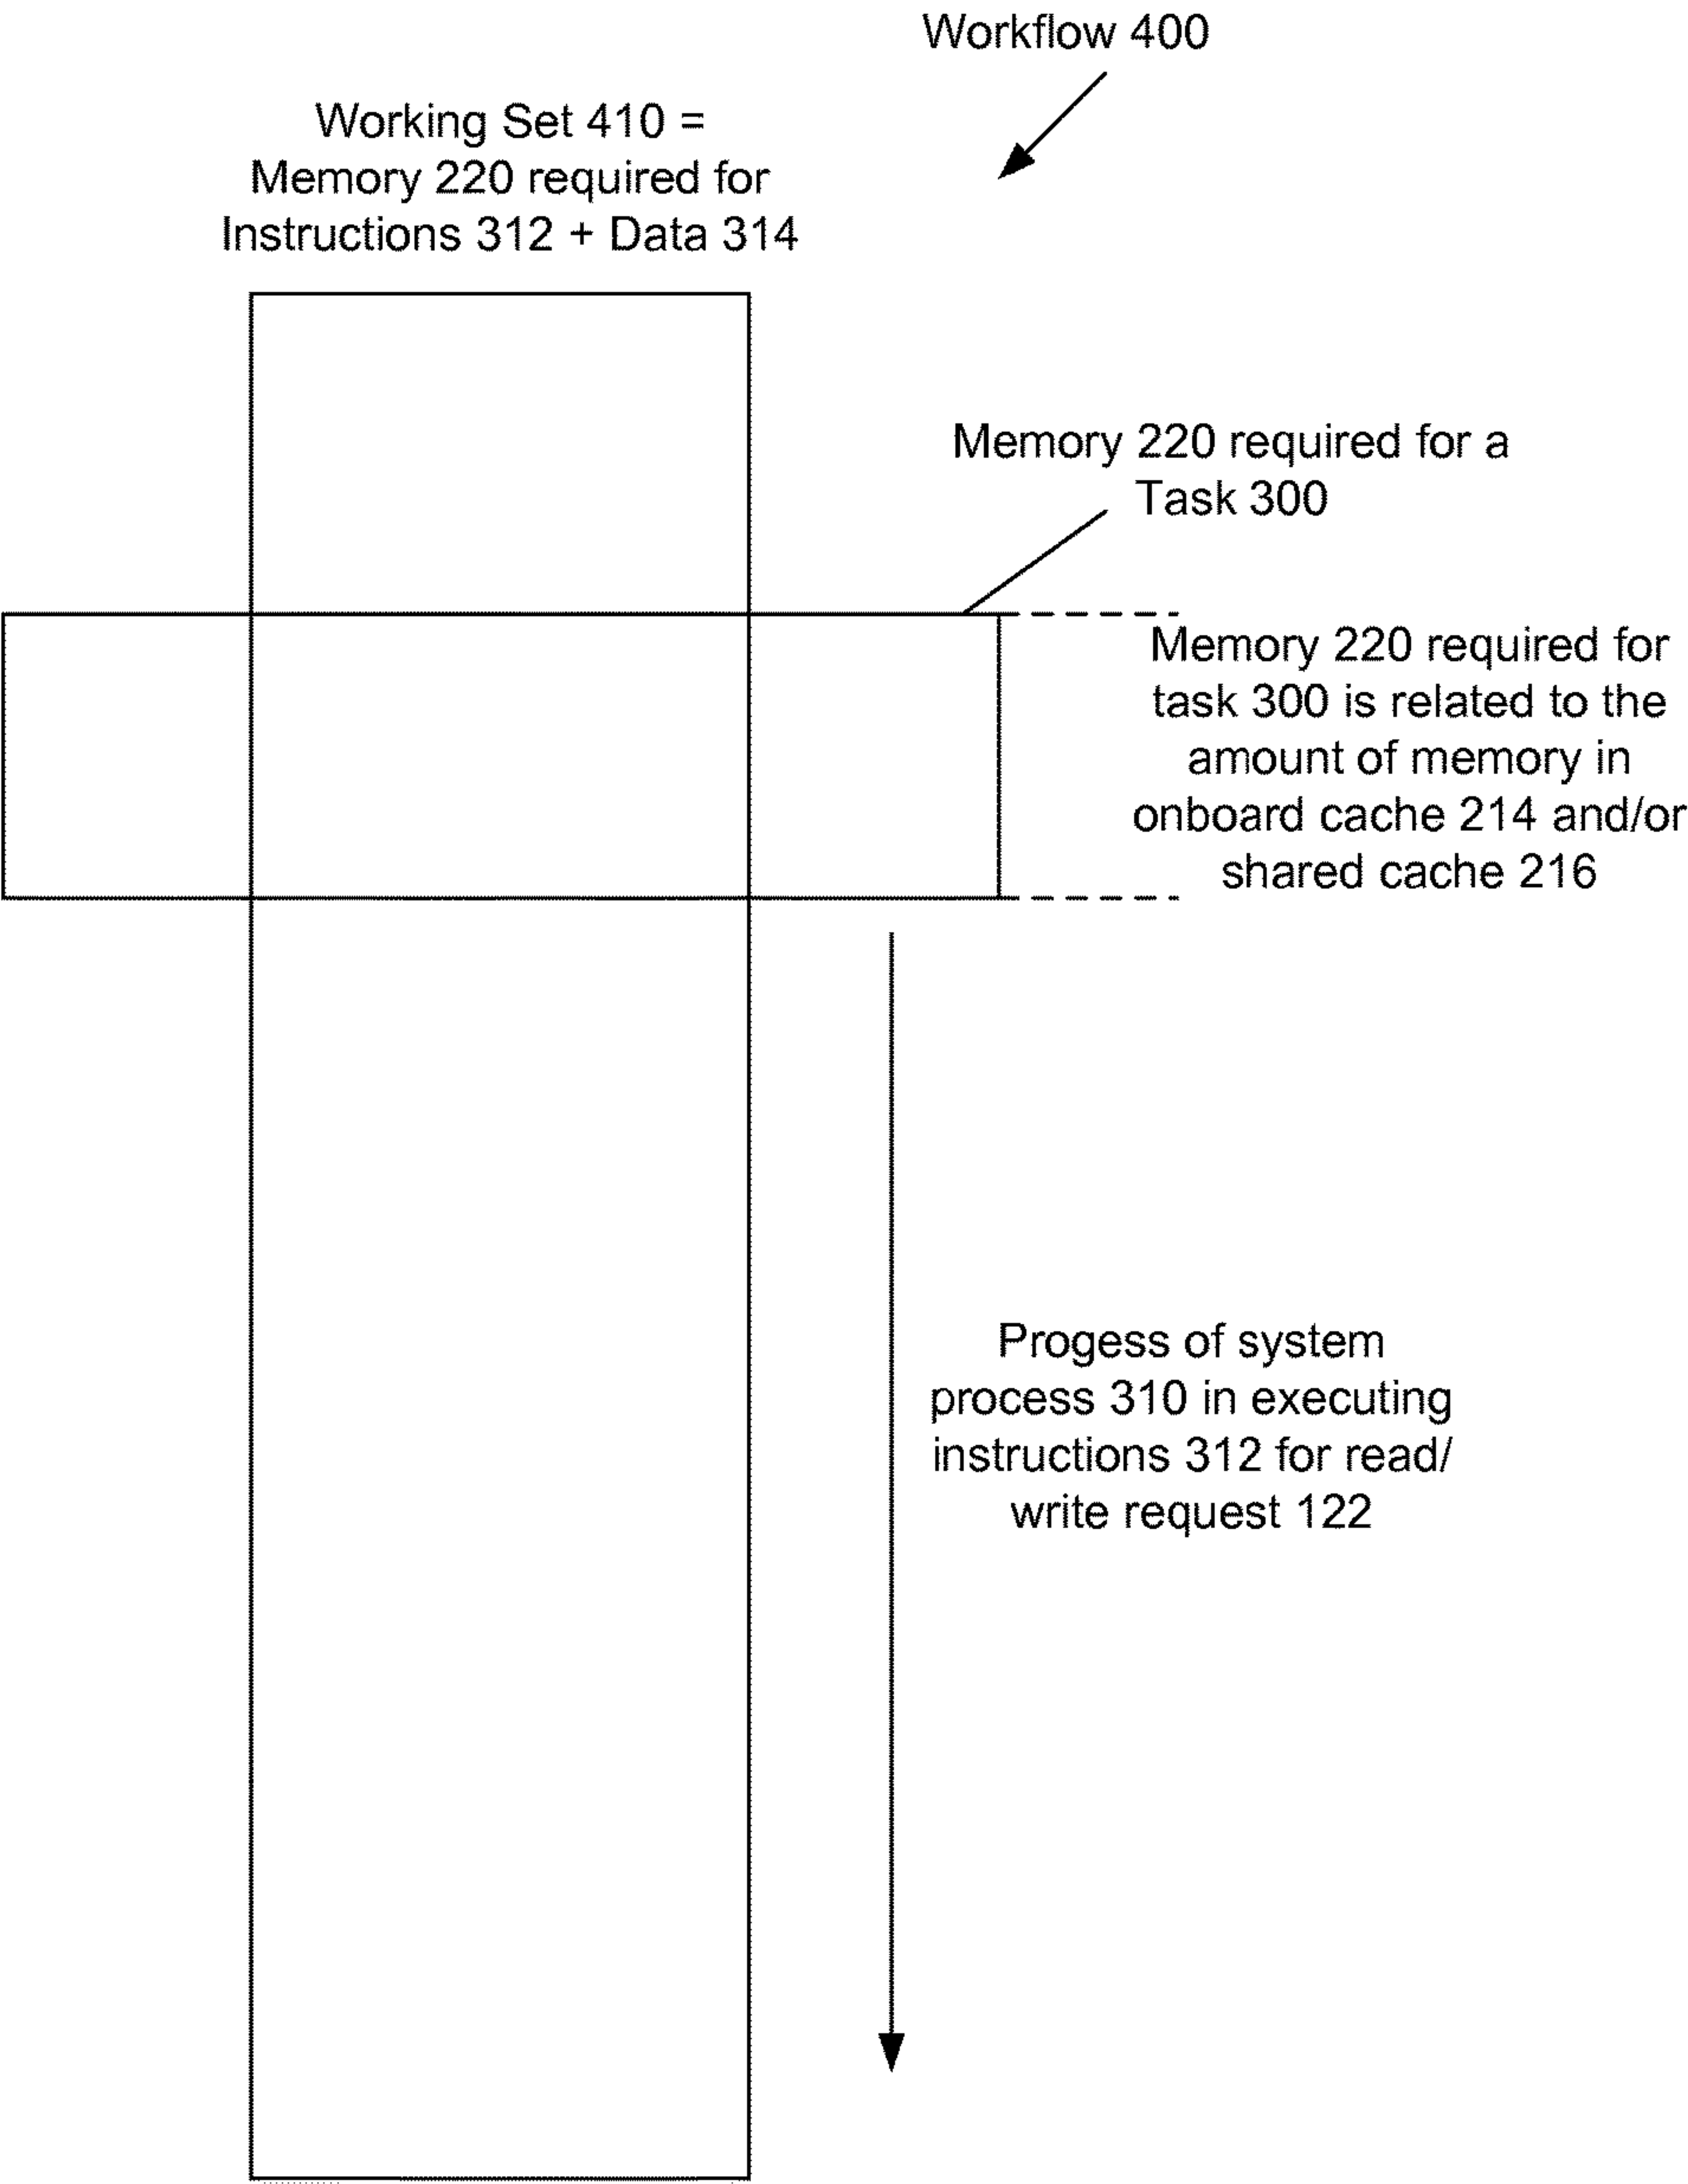 Workflow 400
Working Set 410 =
Memory 220 required for
Instructions 312 + Data 314
Memory 220 required for a
Task 300
Memory 220 required for
task 300 is related to the
amount of memory in
onboard cache 214 and/or
shared cache 216
Progess of system
process 310 in executing
instructions 312 for read/
write request 122